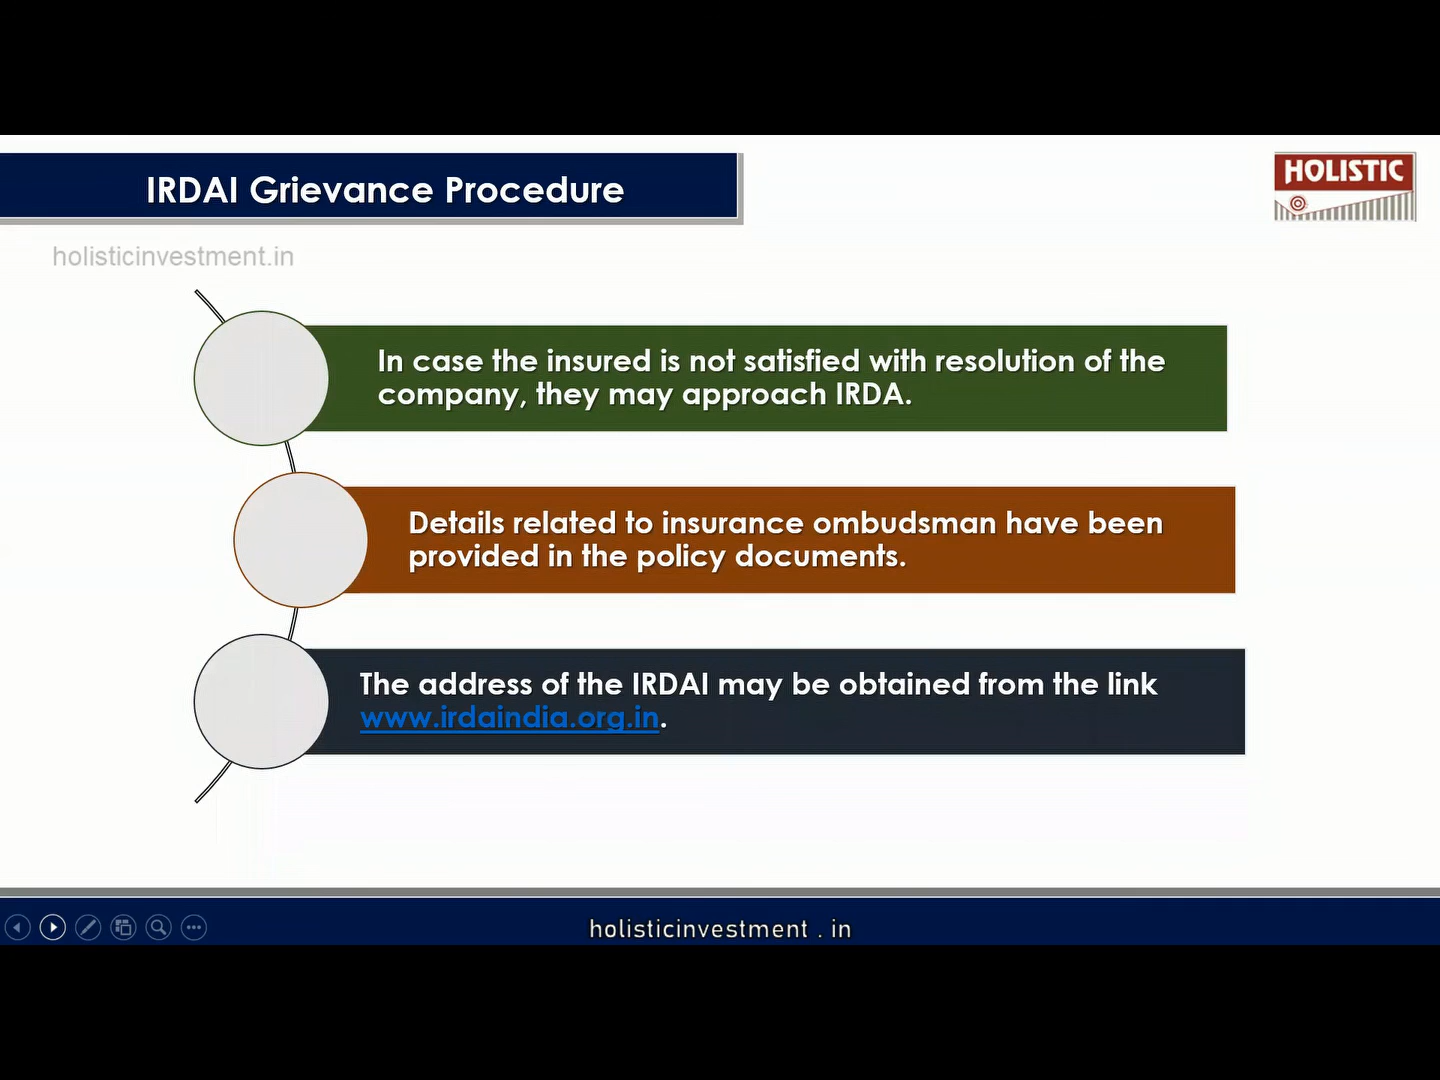 IRDAI Grievance Procedure
HOLISTIC
holisticinvestment.in
In case the insured is not satisfied with resolution of the
company, they may approach IRDA.
Details related to insurance ombudsman have been
provided in the policy documents.
The address of the IRDAI may be obtained from the link
www.irdaindia.org.in.
holisticinvestment . in